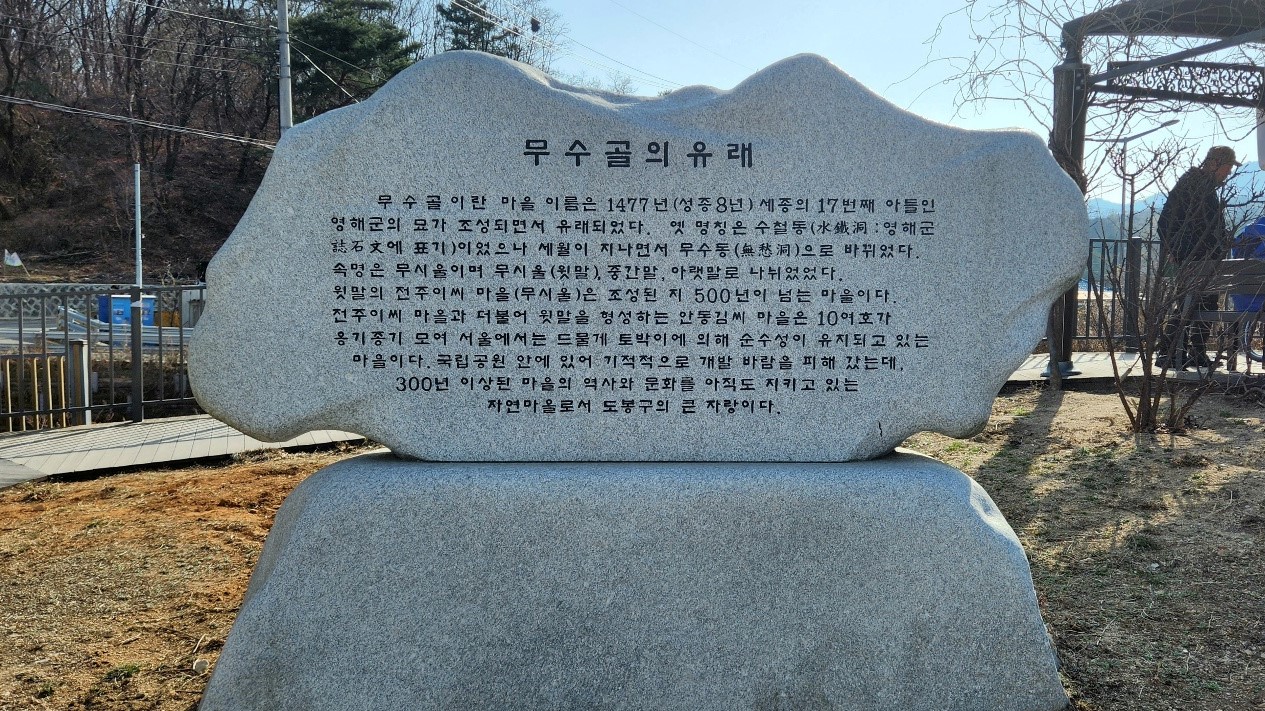 무수골의유래
무수골이란 마을 이름은 1477년(성종8년) 세종의 17번째 아들인
영해군의 묘가 조성되면서 유래되었다. 옛 명칭은 수철동(水鐵洞:영해군
誌石文에 표기)이었으나 세월이 지나면서 무수동(無愁洞)으로 바뀌었다.
속명은 무시울이며 무시울(윗말), 중간말, 아랫말로 나뉘었었다.
윗말의 전주이씨 마을(무시울)은 조성된 지 500년이 넘는 마을이다.
전주이씨 마을과 더불어 윗말을 형성하는 안동김씨 마을은 10여호가
옹기종기 모여 서울에서는 드물게 토박이에 의해 순수성이 유지되고 있는
마을이다. 국립공원 안에 있어 기적적으로 개발 바람을 피해 갔는데,
300년 이상된 마을의 역사와 문화를 아직도 지키고 있는
자연마을로서 도봉구의 큰 자랑이다.